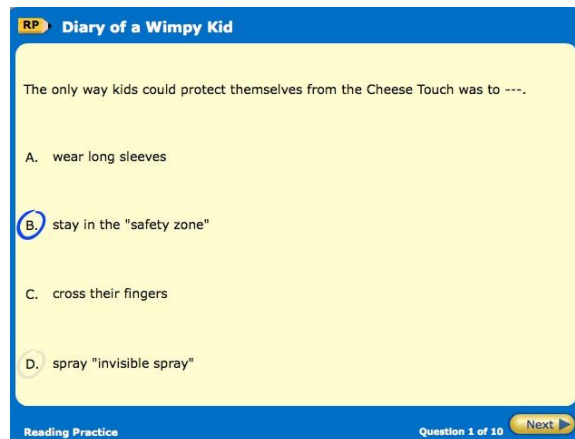 RP Diary of a Wimpy Kid
The only way kids could protect themselves from the Cheese Touch was to ---.
A. wear long sleeves
B. stay in the "safety zone"
C. cross their fingers
D. spray "invisible spray"
Reading Practice Question 1 of 10 Next